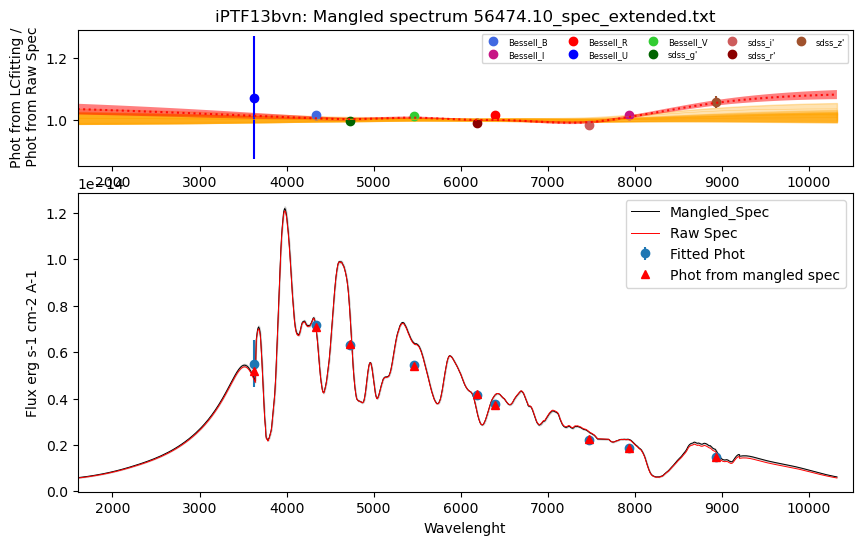 iPTF13bvn: Mangled spectrum 56474.10_spec_extended.txt
Phot from LCfitting /
Phot from Raw Spec
1.2
1.0
Bessell_B
Bessell_R
Bessell_V
sdss_i'
sdss_z'
Bessell_I
Bessell_U
sdss_g'
sdss_r'
2000 3000 4000 5000 6000 7000 8000 9000 10000
1e−14
Flux erg s-1 cm-2 A-1
1.2
1.0
0.8
0.6
0.4
0.2
0.0
Mangled_Spec
Raw Spec
Fitted Phot
Phot from mangled spec
2000 3000 4000 5000 6000 7000 8000 9000 10000
Wavelenght